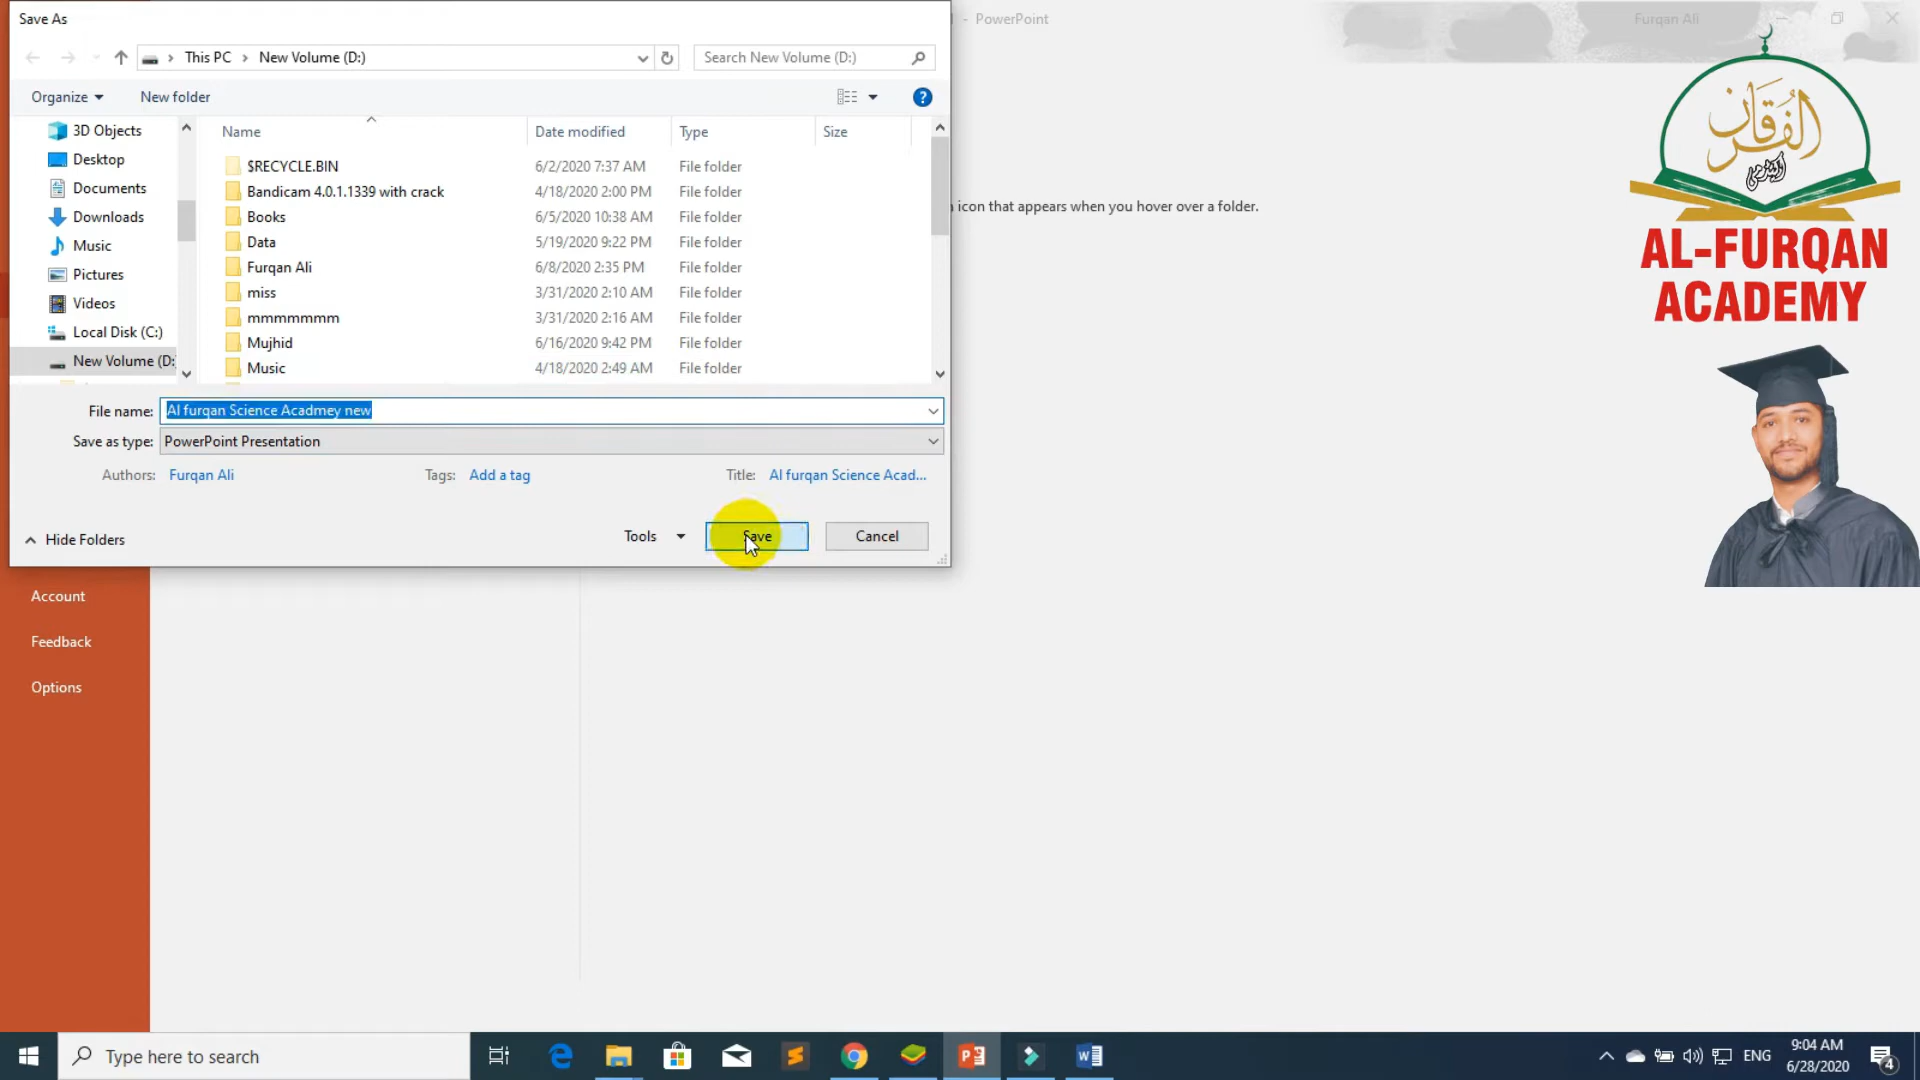 Save As
- PowerPoint
Furqan Ali
This PC > New Volume (D:)
Search New Volume (D:)
Organize
New folder
3D Objects
Desktop
Documents
Downloads
Music
Pictures
Videos
Local Disk (C:)
New Volume (D:
Name Date modified Type Size
$RECYCLE.BIN 6/2/2020 7:37 AM File folder
Bandicam 4.0.1.1339 with crack 4/18/2020 2:00 PM File folder
Books 6/5/2020 10:38 AM File folder
Data 5/19/2020 9:22 PM File folder
Furqan Ali 6/8/2020 2:35 PM File folder
miss 3/31/2020 2:10 AM File folder
mmmmmmm 3/31/2020 2:16 AM File folder
Mujhid 6/16/2020 9:42 PM File folder
Music 4/18/2020 2:49 AM File folder
File name: Al furqan Science Acadmey new
Save as type: PowerPoint Presentation
Authors: Furqan Ali Tags: Add a tag Title: Al furqan Science Acad...
Hide Folders
Tools Save Cancel
icon that appears when you hover over a folder.
الفرقان
اکیڈمی
AL-FURQAN
ACADEMY
Account
Feedback
Options
Type here to search
ENG
9:04 AM
6/28/2020
4